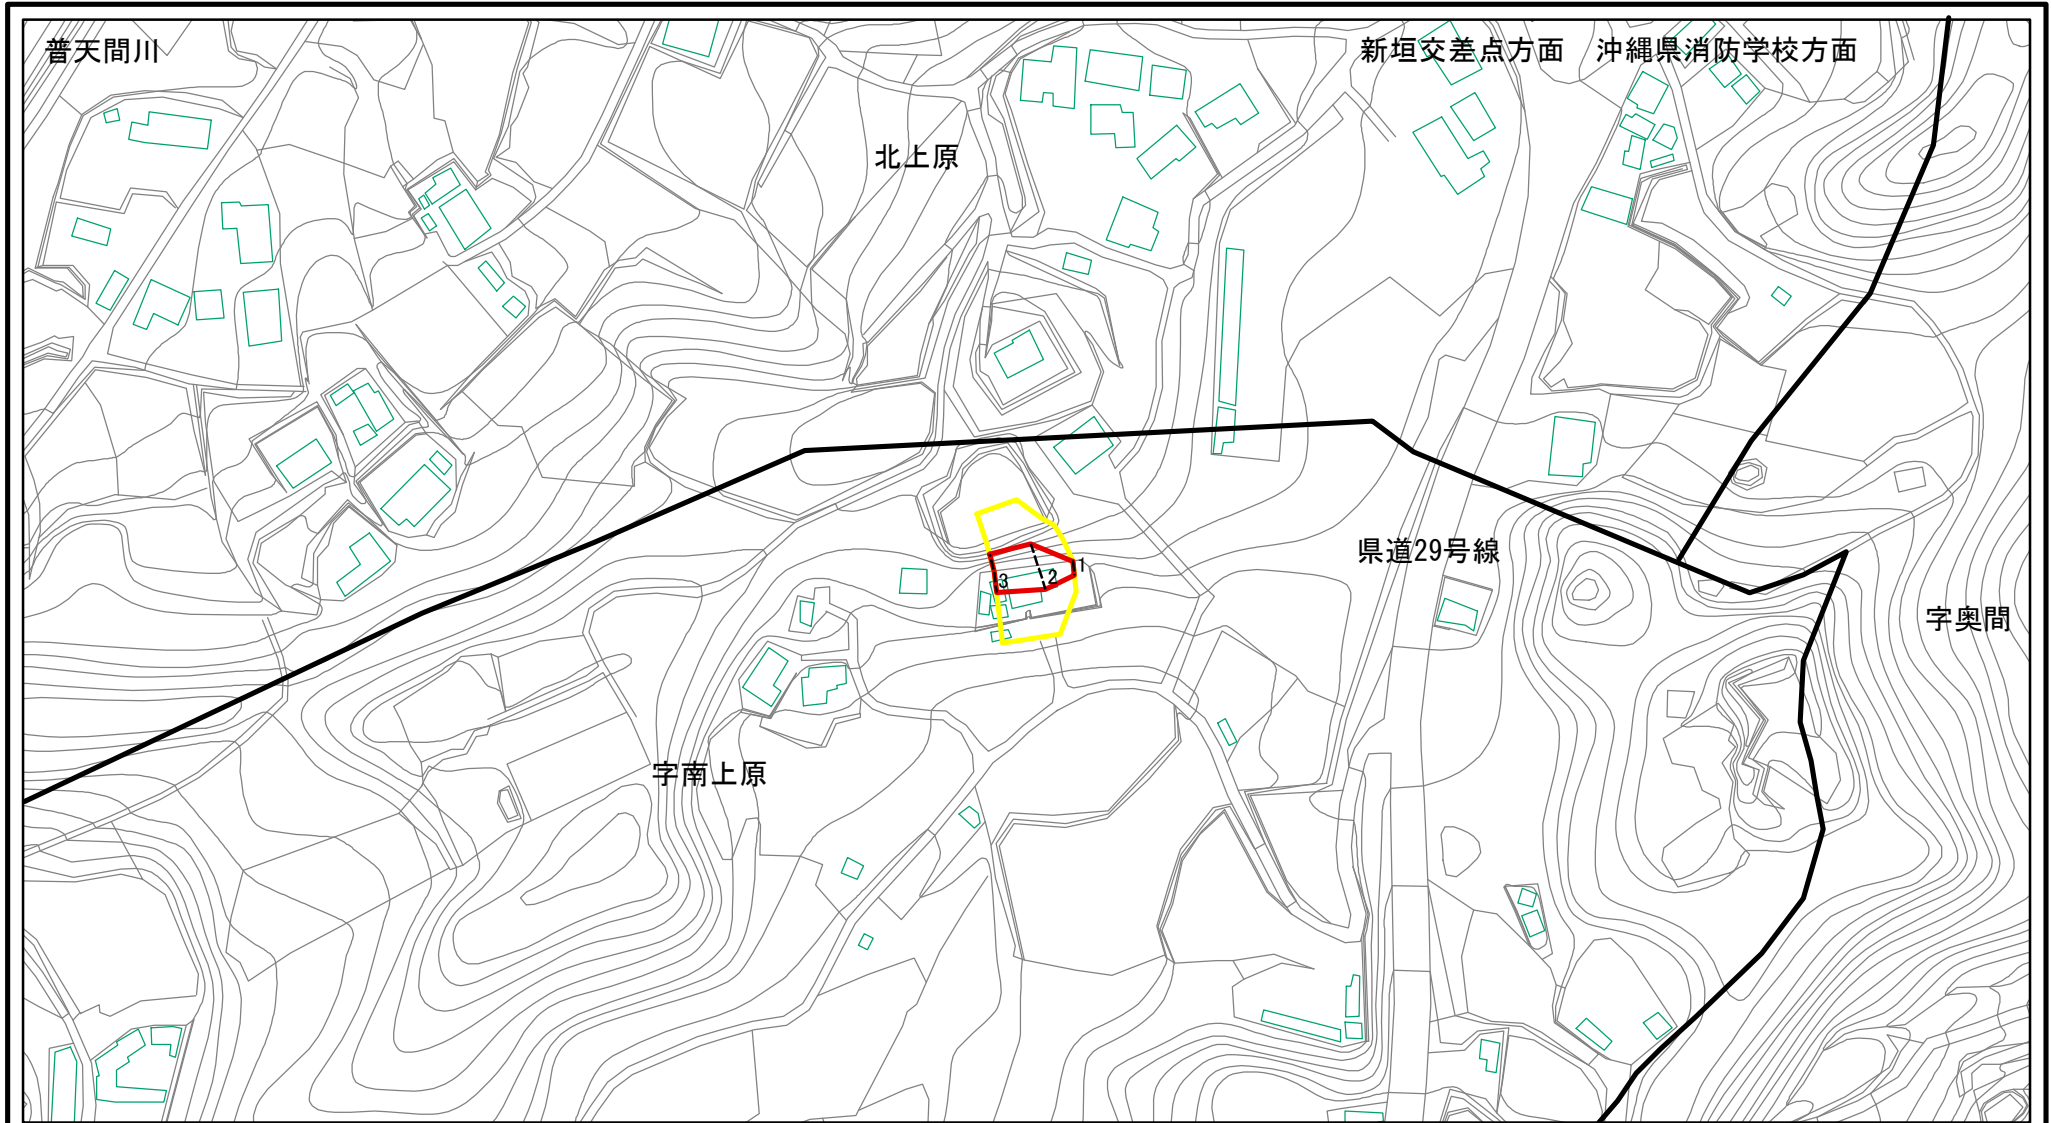 普天間川
新垣交差点方面　沖縄県消防学校方面
北上原
県道29号線
1
2
3
字奥間
字南上原